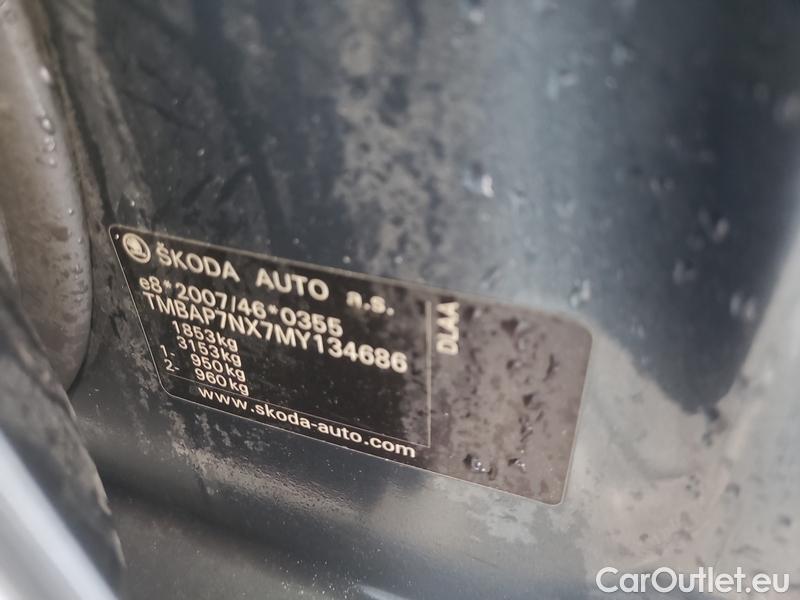 ŠKODA AUTO a.s.
e8*2007/46*0355
TMBAP7NX7MY134686
1853kg
3153kg
1- 950kg
2- 960kg
www.skoda-auto.com
DLAA
CarOutlet.eu